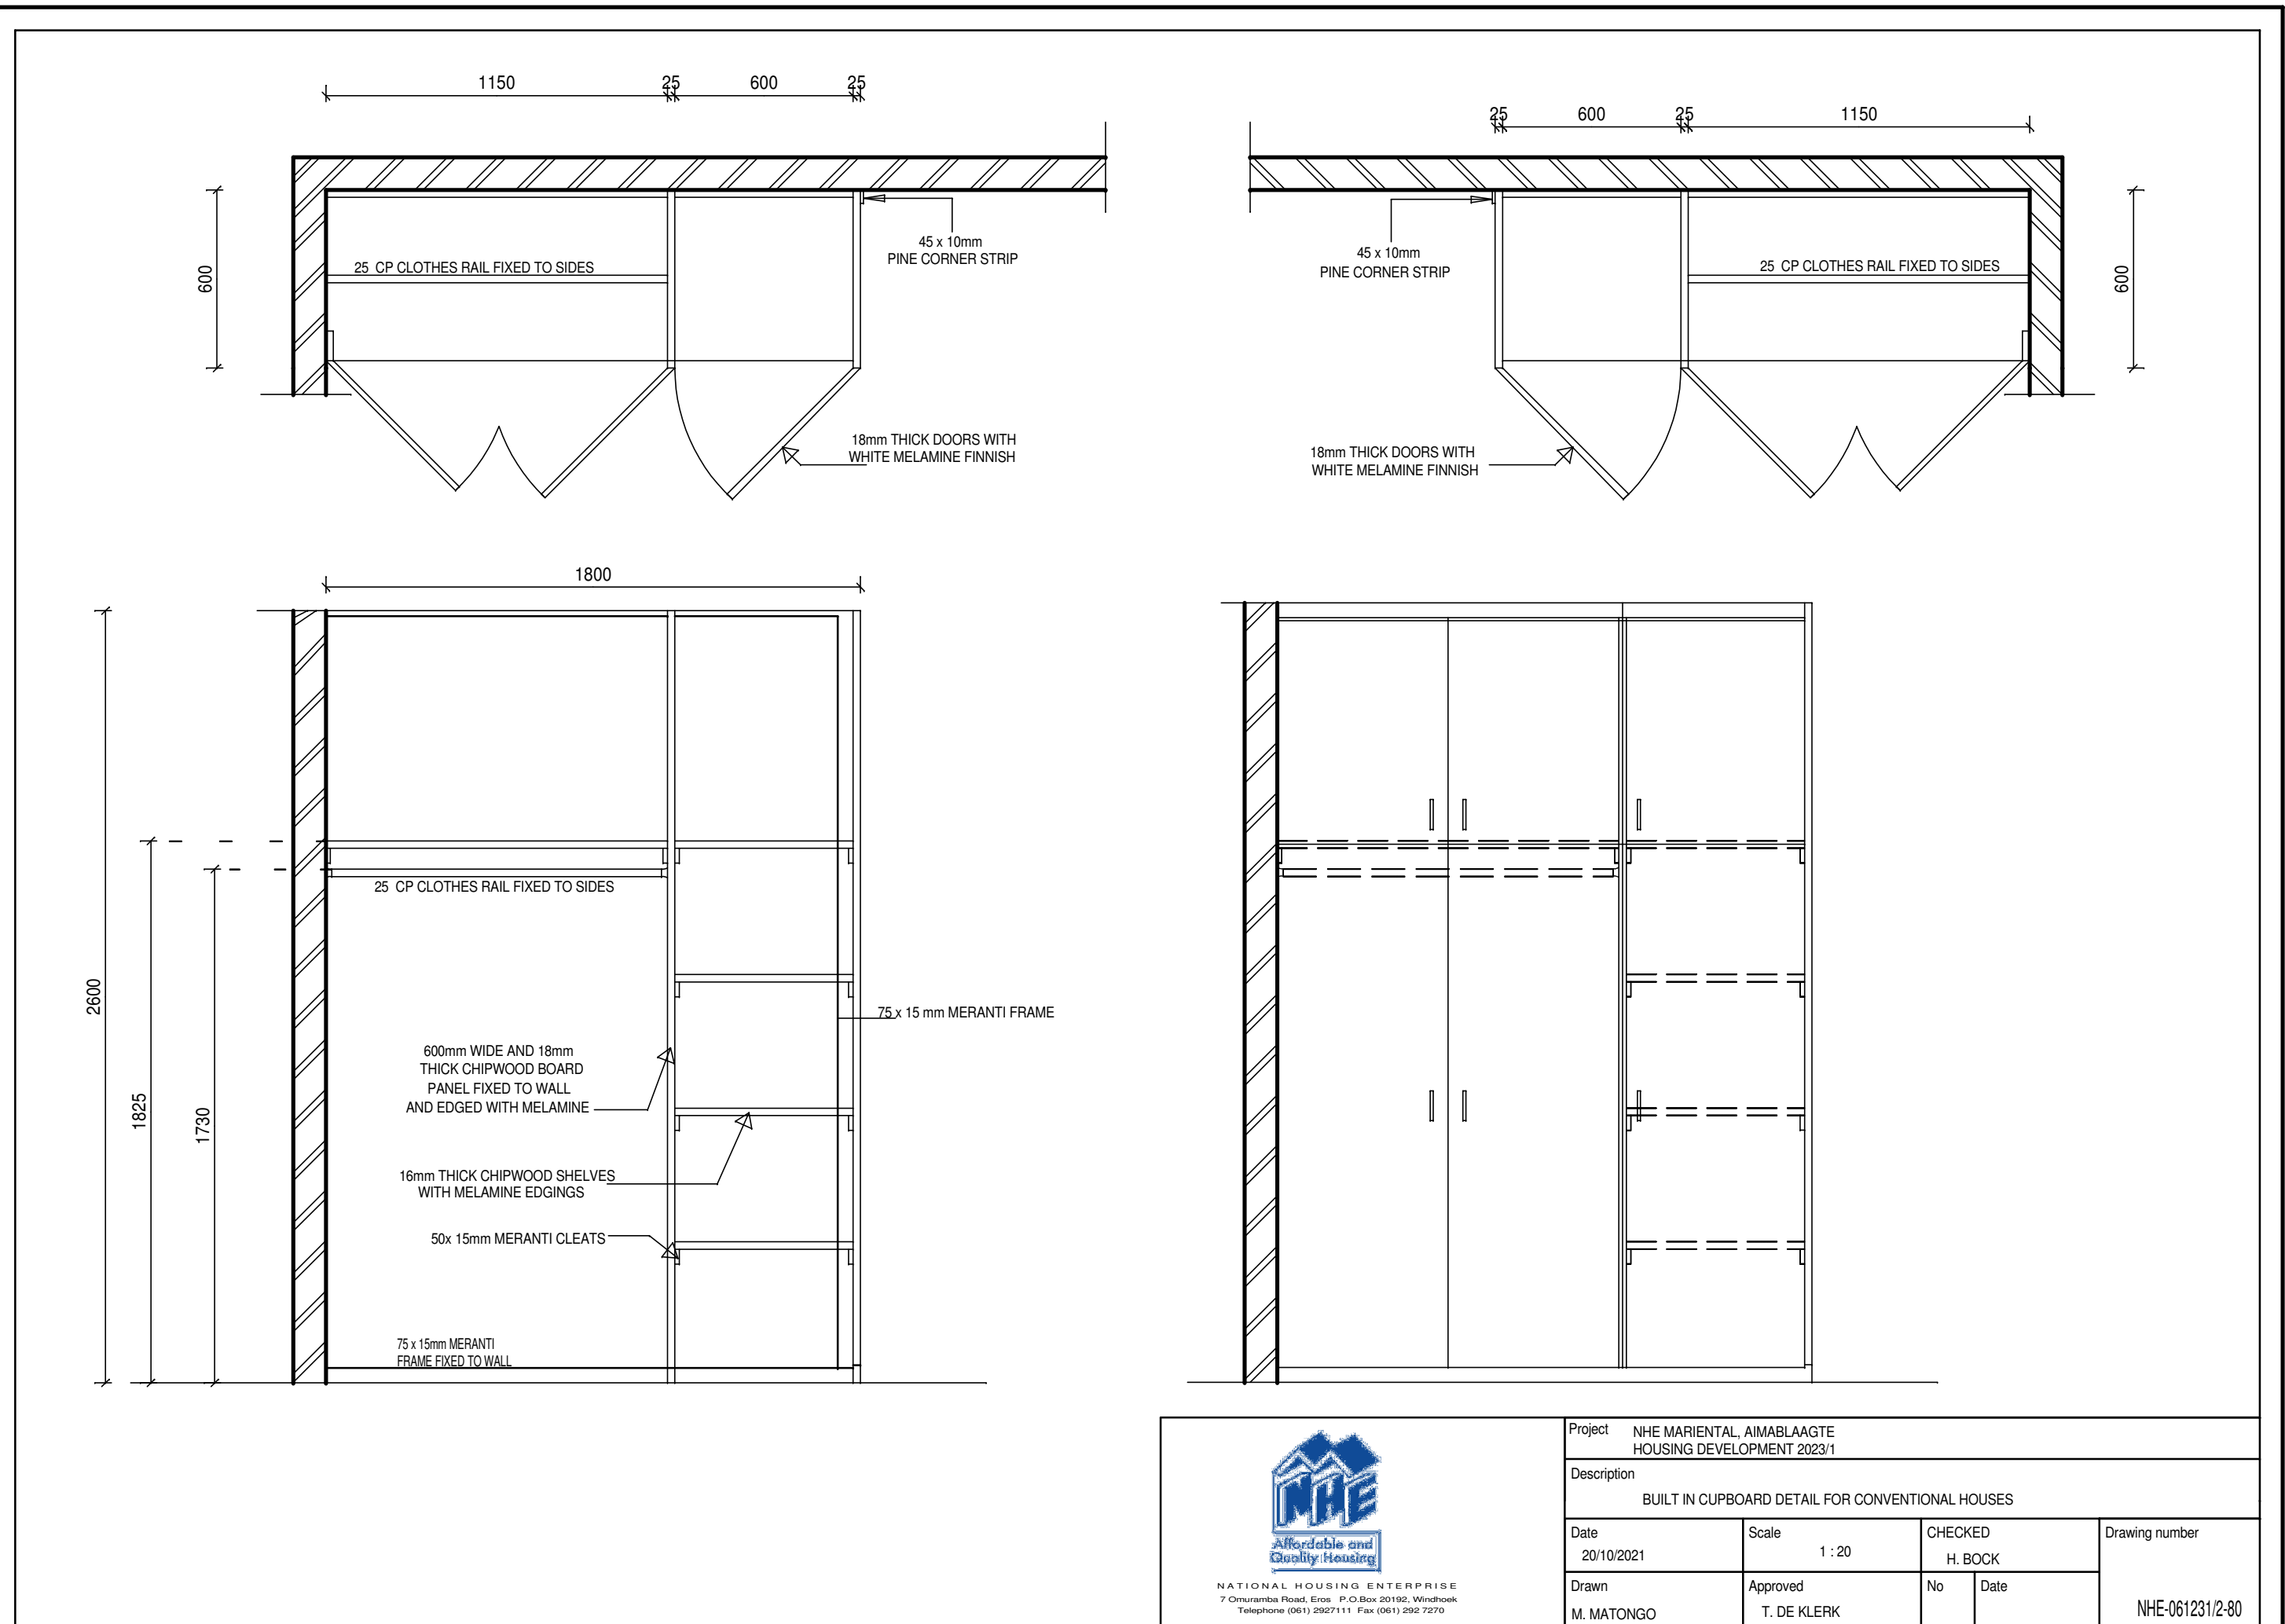 1150 25 600 25
25 600 25 1150
600
25 CP CLOTHES RAIL FIXED TO SIDES
45 x 10mm
PINE CORNER STRIP
18mm THICK DOORS WITH
WHITE MELAMINE FINNISH
45 x 10mm
PINE CORNER STRIP
25 CP CLOTHES RAIL FIXED TO SIDES
600
18mm THICK DOORS WITH
WHITE MELAMINE FINNISH
1800
2600
1825
1730
25 CP CLOTHES RAIL FIXED TO SIDES
75 x 15 mm MERANTI FRAME
600mm WIDE AND 18mm
THICK CHIPWOOD BOARD
PANEL FIXED TO WALL
AND EDGED WITH MELAMINE
16mm THICK CHIPWOOD SHELVES
WITH MELAMINE EDGINGS
50x 15mm MERANTI CLEATS
75 x 15mm MERANTI
FRAME FIXED TO WALL
NHE
Affordable and
Quality Housing
NATIONAL HOUSING ENTERPRISE
7 Omuramba Road, Eros P.O.Box 20192, Windhoek
Telephone (061) 2927111 Fax (061) 292 7270
Project NHE MARIENTAL, AIMABLAAGTE
HOUSING DEVELOPMENT 2023/1
Description
BUILT IN CUPBOARD DETAIL FOR CONVENTIONAL HOUSES
Date
20/10/2021
Scale
1 : 20
CHECKED
H. BOCK
Drawing number
NHE-061231/2-80
Drawn
M. MATONGO
Approved
T. DE KLERK
No
Date